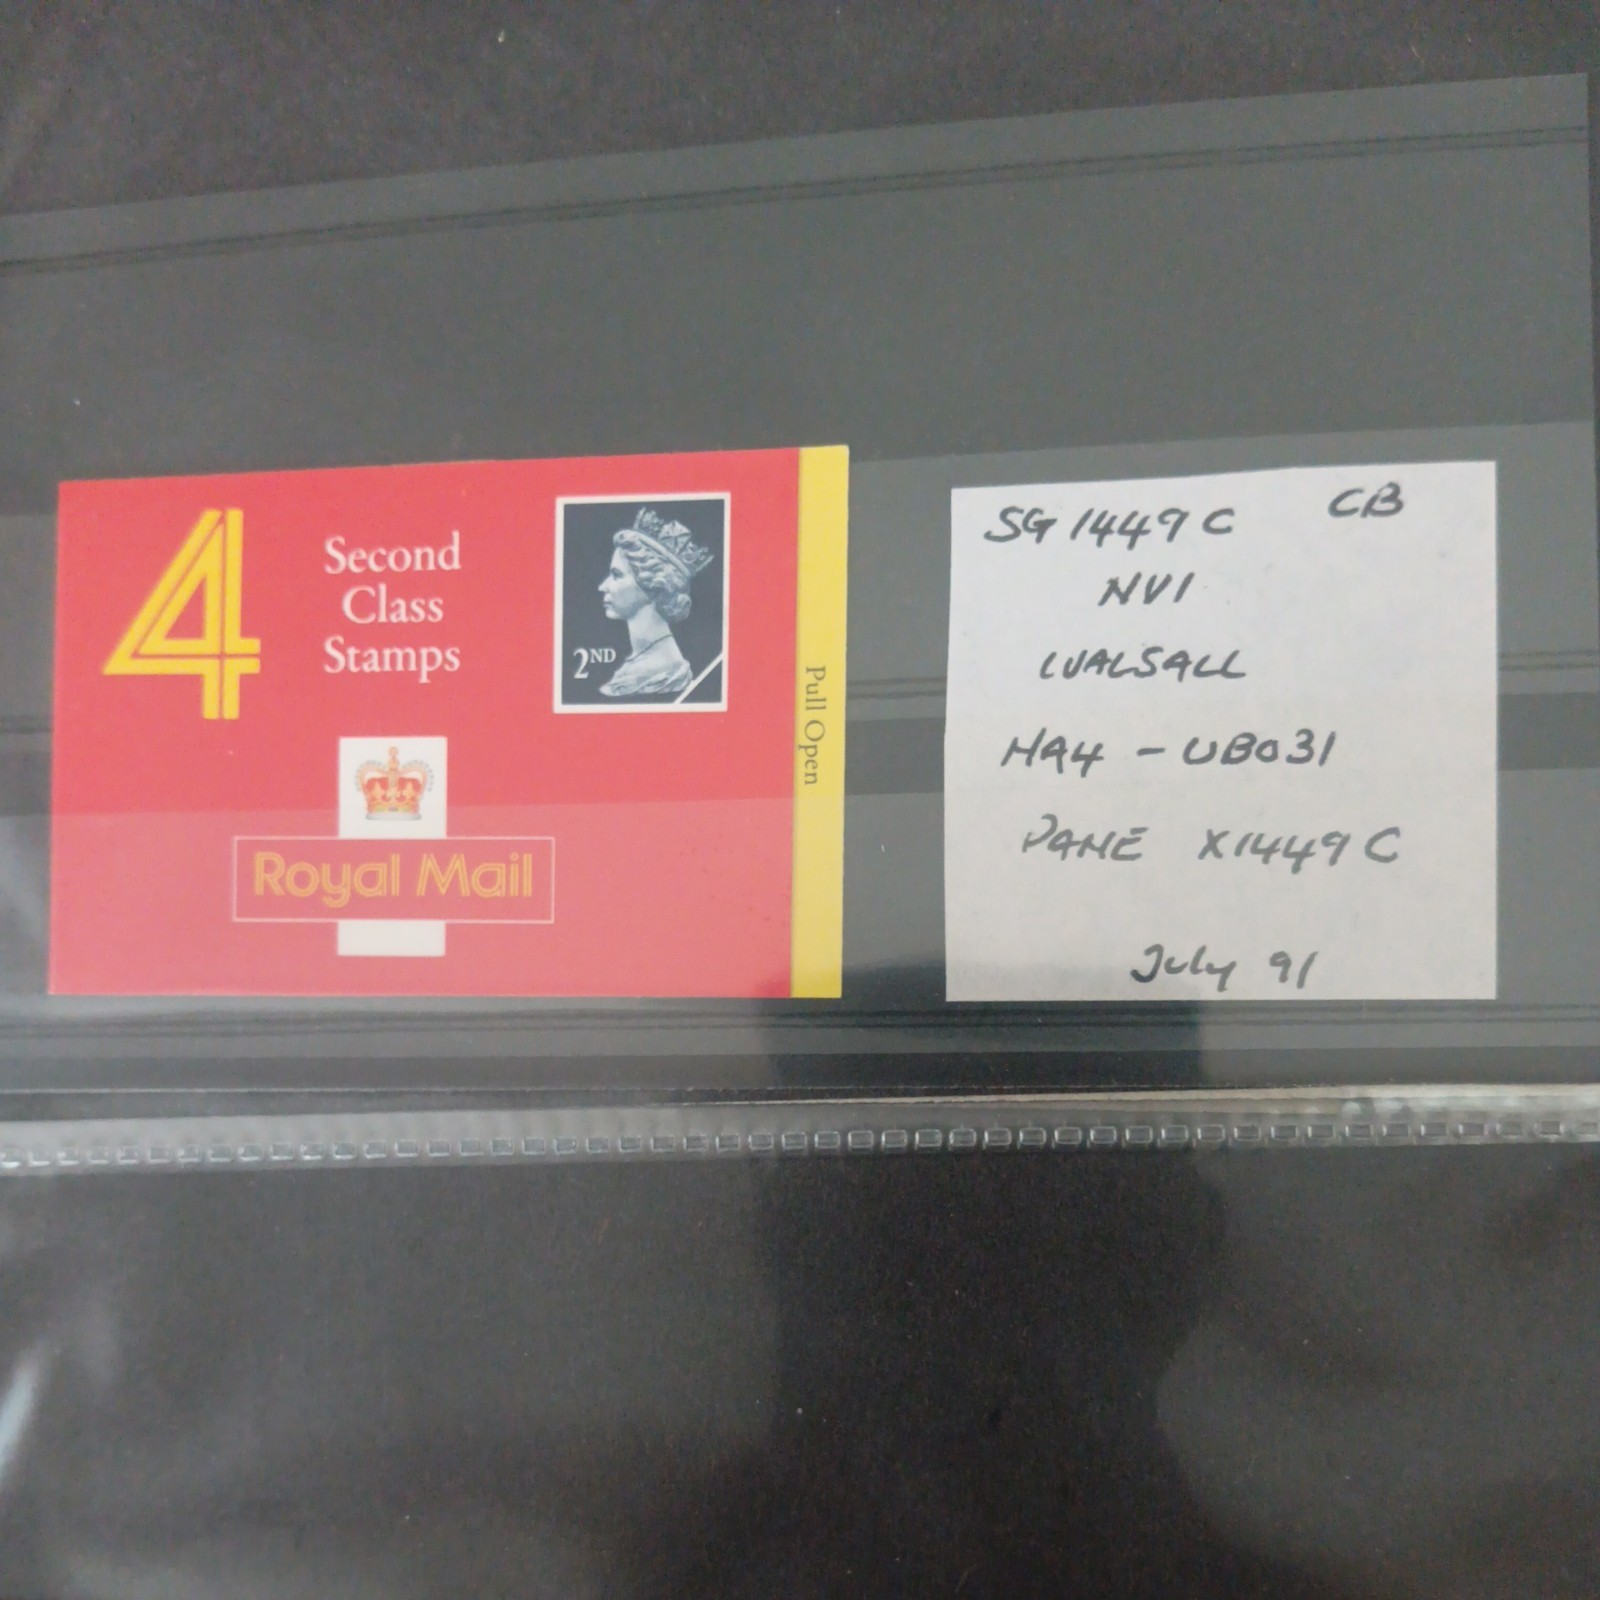 4
Second
Class
Stamps
2ND
Pull Open
Royal Mail
SG 1449C CB
NVI
WALSALL
HA4 - UB031
PANE X1449C
July 91